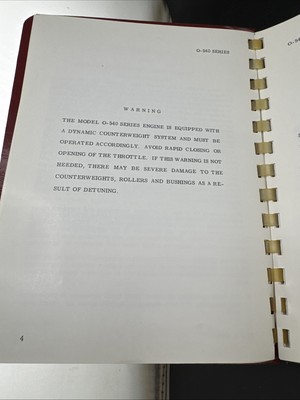 O-540 SERIES
WARNING
THE MODEL O-540 SERIES ENGINE IS EQUIPPED WITH
A DYNAMIC COUNTERWEIGHT SYSTEM AND MUST BE
OPERATED ACCORDINGLY. AVOID RAPID CLOSING OR
OPENING OF THE THROTTLE. IF THIS WARNING IS NOT
HEEDED, THERE MAY BE SEVERE DAMAGE TO THE
COUNTERWEIGHTS, ROLLERS AND BUSHINGS AS A RE-
SULT OF DETUNING.
4
O-5